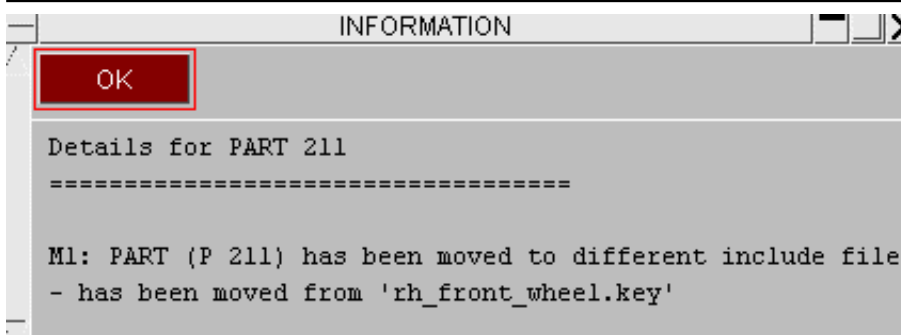 INFORMATION
OK
Details for PART 211
===================================
M1: PART (P 211) has been moved to different include file
- has been moved from 'rh_front_wheel.key'